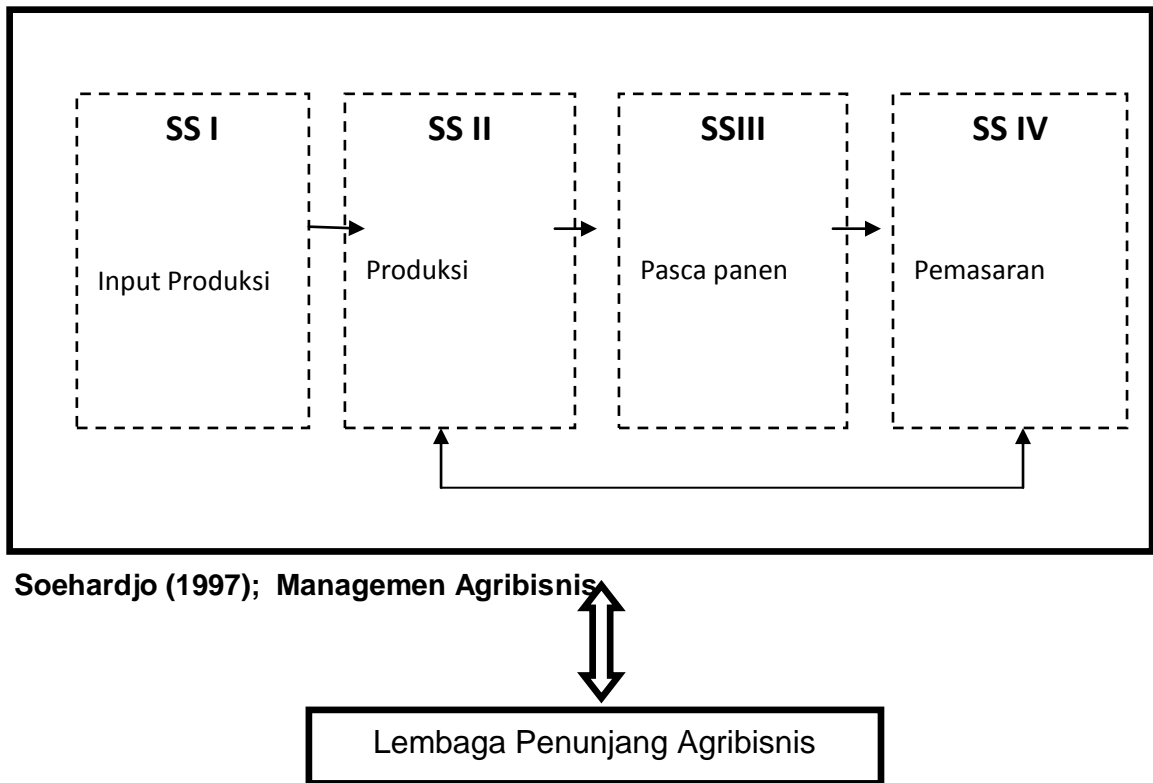 SS I
SS II
SSIII
SS IV
Input Produksi
Produksi
Pasca panen
Pemasaran
Soehardjo (1997);  Managemen Agribisnis
Lembaga Penunjang Agribisnis